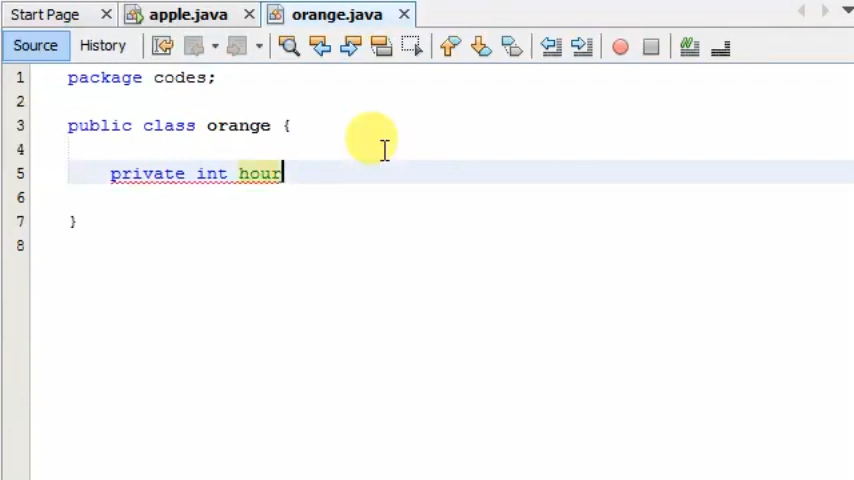 Start Page apple.java orange.java
Source History
1 package codes;
2
3 public class orange {
4
5 private int hour
6
7 }
8